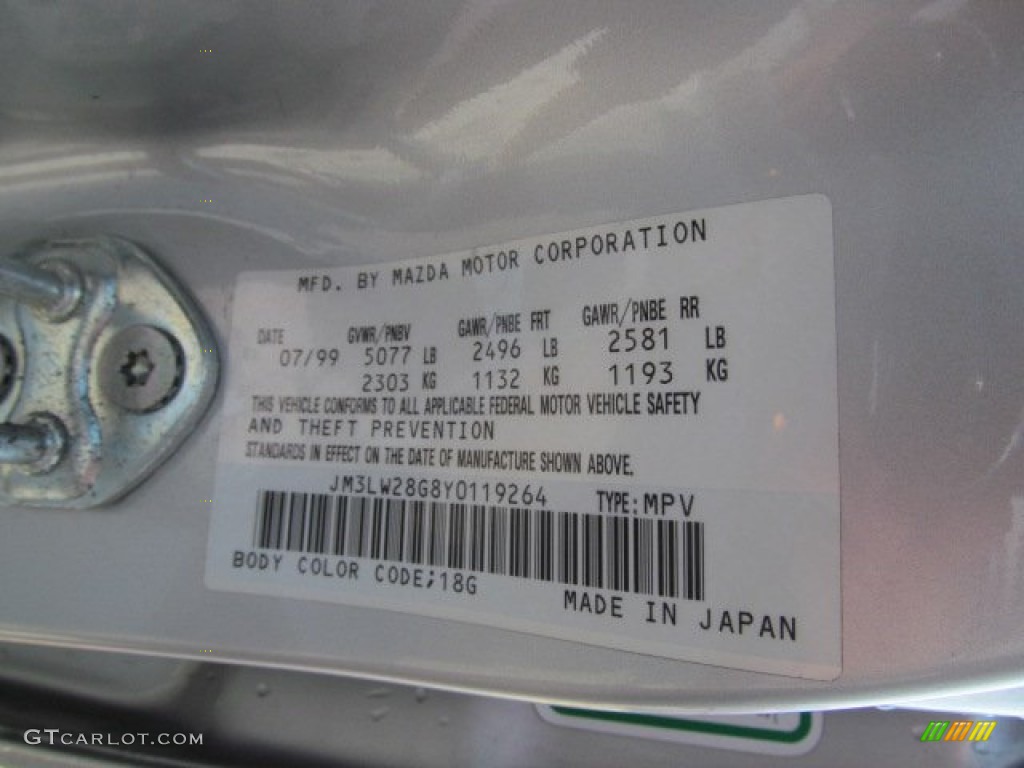 MFD. BY MAZDA MOTOR CORPORATION
DATE GVWR/PNBV GAWR/PNBE FRT GAWR/PNBE RR
07/99 5077 LB 2496 LB 2581 LB
2303 KG 1132 KG 1193 KG
THIS VEHICLE CONFORMS TO ALL APPLICABLE FEDERAL MOTOR VEHICLE SAFETY
AND THEFT PREVENTION
STANDARDS IN EFFECT ON THE DATE OF MANUFACTURE SHOWN ABOVE.
JM3LW28G8Y0119264 TYPE:MPV
BODY COLOR CODE;18G
MADE IN JAPAN
GTCARLOT.COM